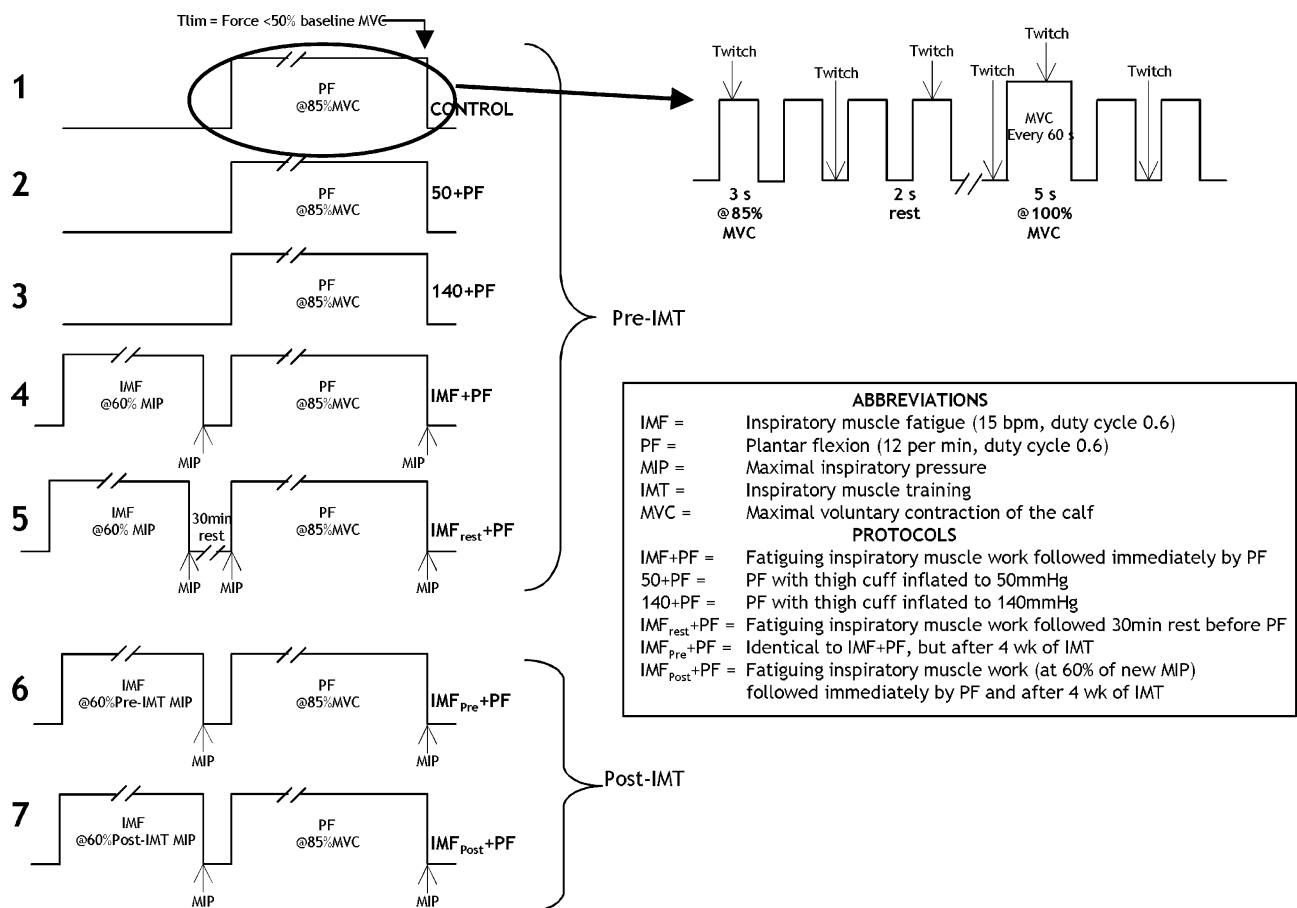 Tlim = Force <50% baseline MVC
1
PF
@85%MVC
CONTROL
2
PF
@85%MVC
50+PF
3
PF
@85%MVC
140+PF
4
IMF
@60% MIP
PF
@85%MVC
IMF+PF
MIP
MIP
5
IMF
@60% MIP
30min
rest
PF
@85%MVC
IMFrest+PF
MIP
MIP
MIP
Pre-IMT
6
IMF
@60%Pre-IMT MIP
PF
@85%MVC
IMFPre+PF
MIP
MIP
7
IMF
@60%Post-IMT MIP
PF
@85%MVC
IMFPost+PF
MIP
MIP
Post-IMT
Twitch
Twitch
Twitch
Twitch
Twitch
Twitch
MVC
Every 60 s
3 s
@85%
MVC
2 s
rest
5 s
@100%
MVC
ABBREVIATIONS
IMF = Inspiratory muscle fatigue (15 bpm, duty cycle 0.6)
PF = Plantar flexion (12 per min, duty cycle 0.6)
MIP = Maximal inspiratory pressure
IMT = Inspiratory muscle training
MVC = Maximal voluntary contraction of the calf
PROTOCOLS
IMF+PF = Fatiguing inspiratory muscle work followed immediately by PF
50+PF = PF with thigh cuff inflated to 50mmHg
140+PF = PF with thigh cuff inflated to 140mmHg
IMFrest+PF = Fatiguing inspiratory muscle work followed 30min rest before PF
IMFPre+PF = Identical to IMF+PF, but after 4 wk of IMT
IMFPost+PF = Fatiguing inspiratory muscle work (at 60% of new MIP)
followed immediately by PF and after 4 wk of IMT